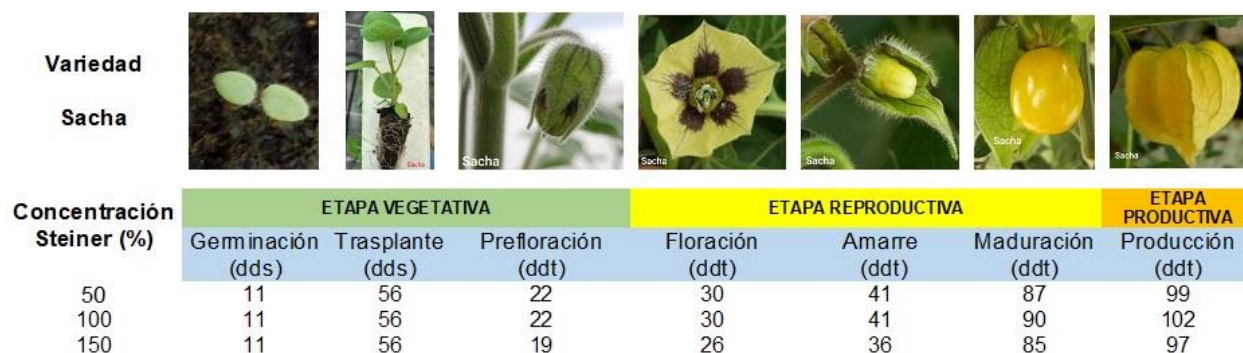 Variedad
Sacha
Sacha
Sacha
Sacha
Sacha
Sacha
Sacha
Concentración
Steiner (%)
ETAPA VEGETATIVA
ETAPA REPRODUCTIVA
ETAPA
PRODUCTIVA
Germinación
(dds)
Trasplante
(dds)
Prefloración
(ddt)
Floración
(ddt)
Amarre
(ddt)
Maduración
(ddt)
Producción
(ddt)
50 11 56 22 30 41 87 99
100 11 56 22 30 41 90 102
150 11 56 19 26 36 85 97